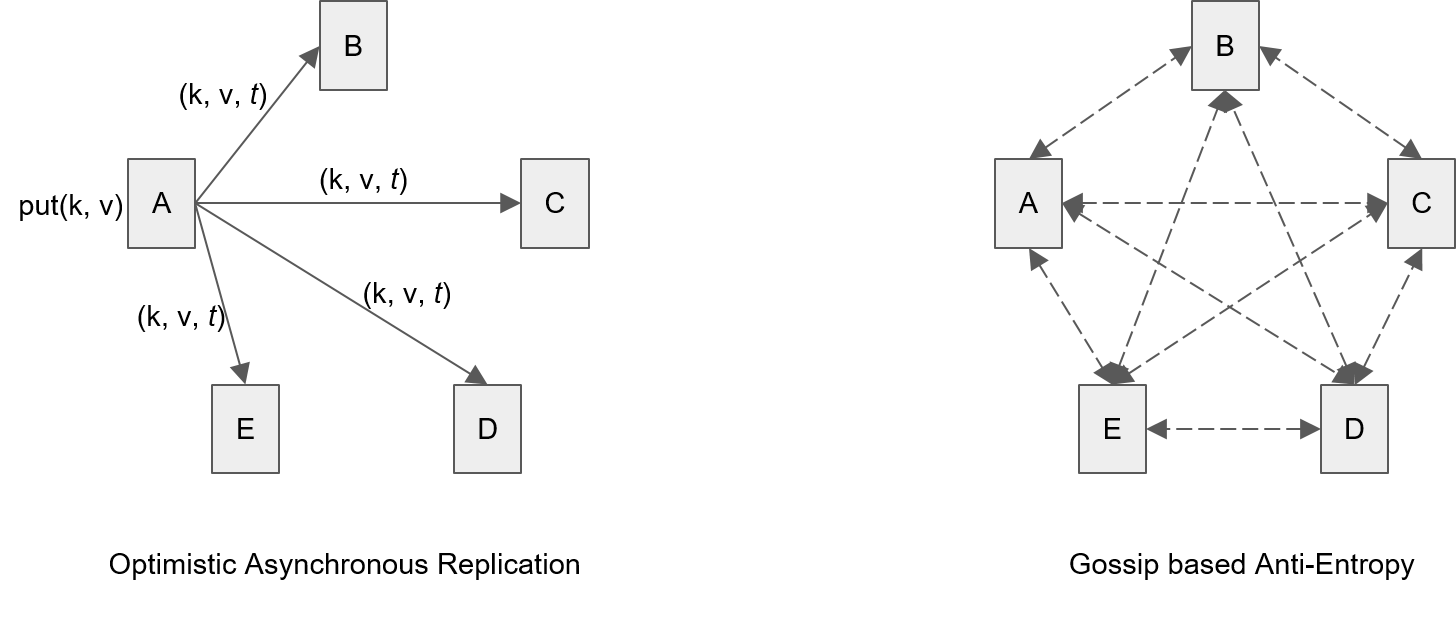 B
(k, v, t)
put(k, v)
A
(k, v, t)
C
(k, v, t)
(k, v, t)
E
D
Optimistic Asynchronous Replication
B
A
C
E
D
Gossip based Anti-Entropy